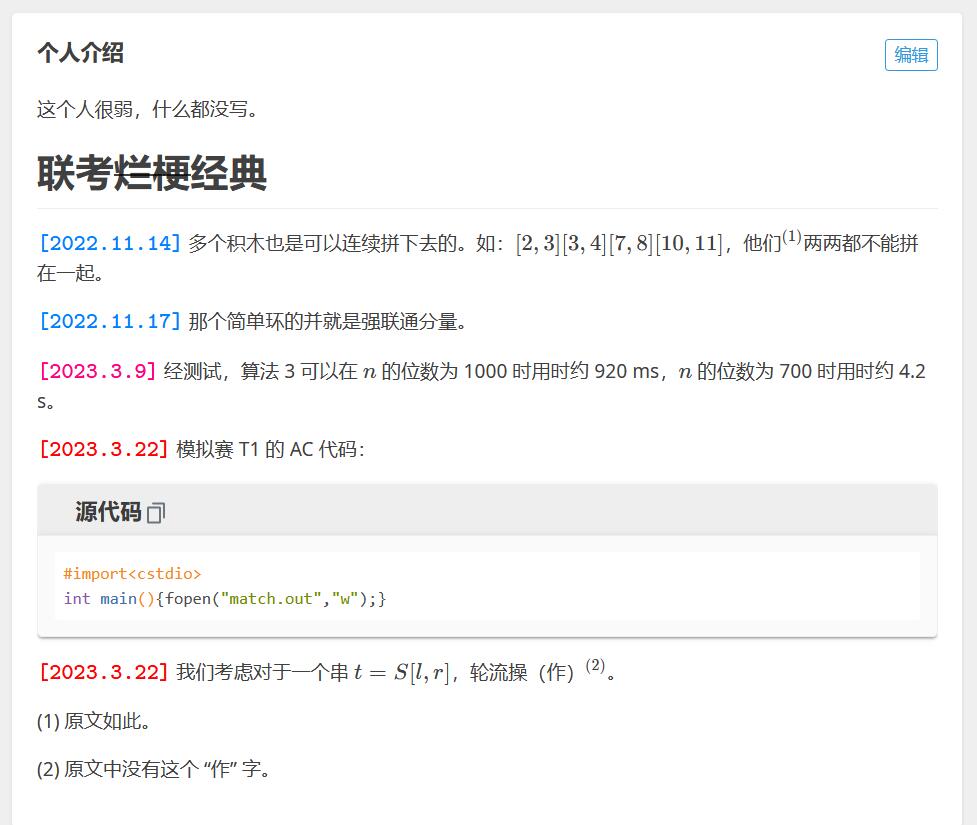 个人介绍
编辑
这个人很弱，什么都没写。
联考烂梗经典
[2022.11.14] 多个积木也是可以连续拼下去的。如：[2, 3][3, 4][7, 8][10, 11]，他们(1)两两都不能拼
在一起。
[2022.11.17] 那个简单环的并就是强联通分量。
[2023.3.9] 经测试，算法 3 可以在 n 的位数为 1000 时用时约 920 ms，n 的位数为 700 时用时约 4.2
s。
[2023.3.22] 模拟赛 T1 的 AC 代码：
源代码
#import<cstdio>
int main(){fopen("match.out","w");}
[2023.3.22] 我们考虑对于一个串 t = S[l, r]，轮流操（作）(2)。
(1) 原文如此。
(2) 原文中没有这个 “作” 字。